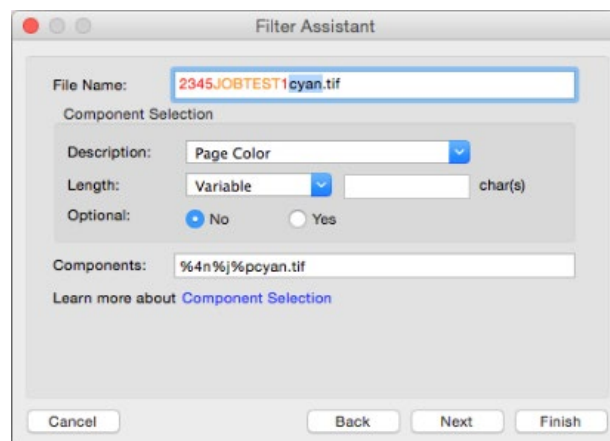 Filter Assistant
File Name: 2345JOBTEST1cyan.tif
Component Selection
Description: Page Color
Length: Variable char(s)
Optional: No Yes
Components: %4n%j%pcyan.tif
Learn more about Component Selection
Cancel Back Next Finish